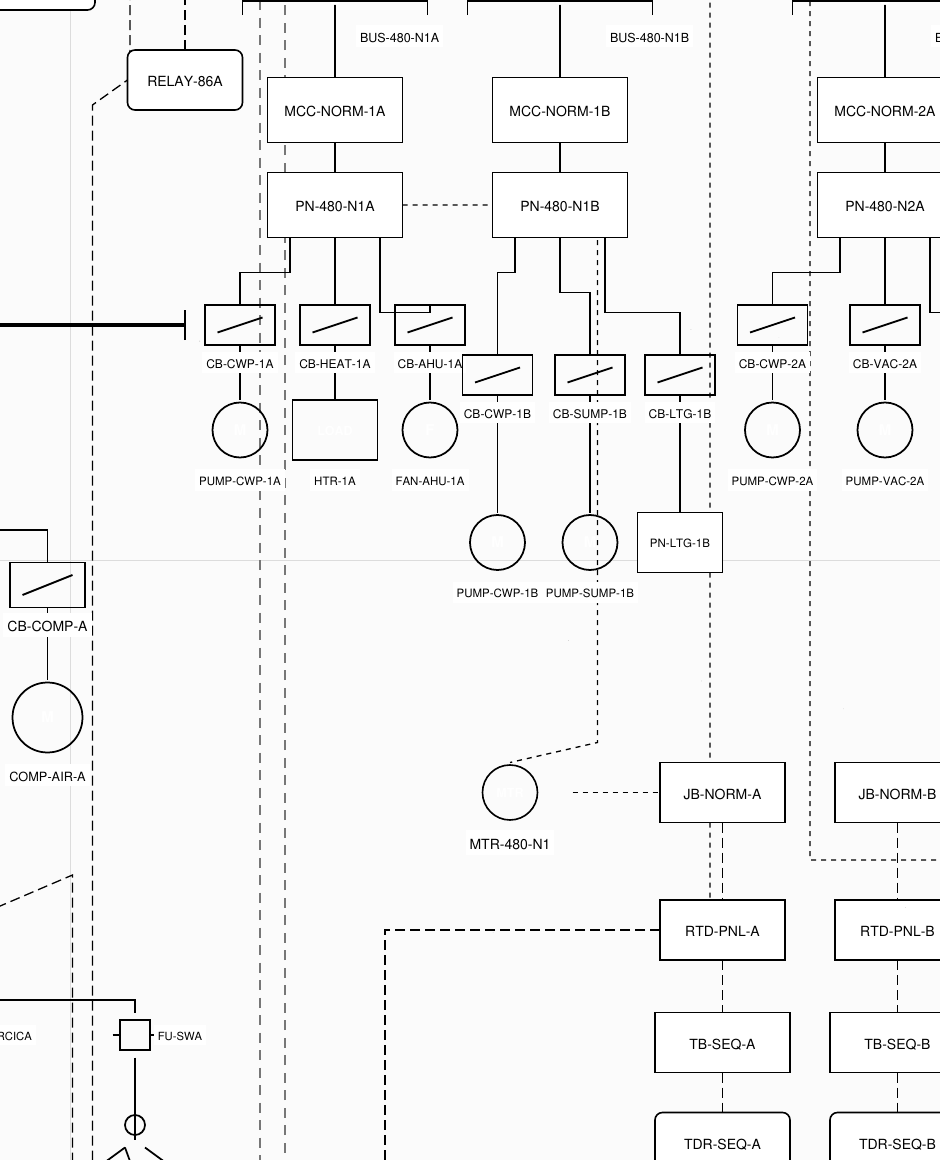 BUS-480-N1A
BUS-480-N1B
RELAY-86A
MCC-NORM-1A
MCC-NORM-1B
MCC-NORM-2A
PN-480-N1A
PN-480-N1B
PN-480-N2A
CB-CWP-1A
CB-HEAT-1A
CB-AHU-1A
CB-CWP-2A
CB-VAC-2A
CB-CWP-1B
CB-SUMP-1B
CB-LTG-1B
PUMP-CWP-1A
HTR-1A
FAN-AHU-1A
PUMP-CWP-2A
PUMP-VAC-2A
PN-LTG-1B
PUMP-CWP-1B
PUMP-SUMP-1B
CB-COMP-A
COMP-AIR-A
JB-NORM-A
JB-NORM-B
MTR-480-N1
RTD-PNL-A
RTD-PNL-B
RCICA
FU-SWA
TB-SEQ-A
TB-SEQ-B
TDR-SEQ-A
TDR-SEQ-B